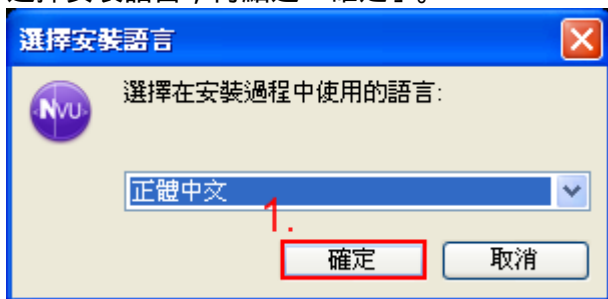 選擇安裝語言，再點選「確定」。
選擇安裝語言
NVU
選擇在安裝過程中使用的語言:
正體中文
1.
確定 取消